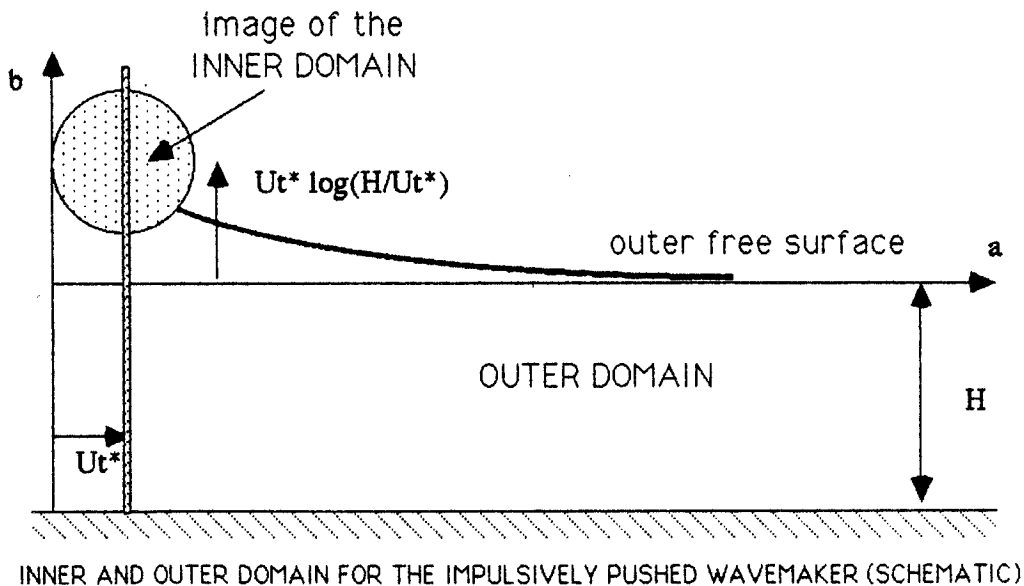 image of the
INNER DOMAIN
b
Ut* log(H/Ut*)
outer free surface
a
OUTER DOMAIN
H
Ut*
INNER AND OUTER DOMAIN FOR THE IMPULSIVELY PUSHED WAVEMAKER (SCHEMATIC)